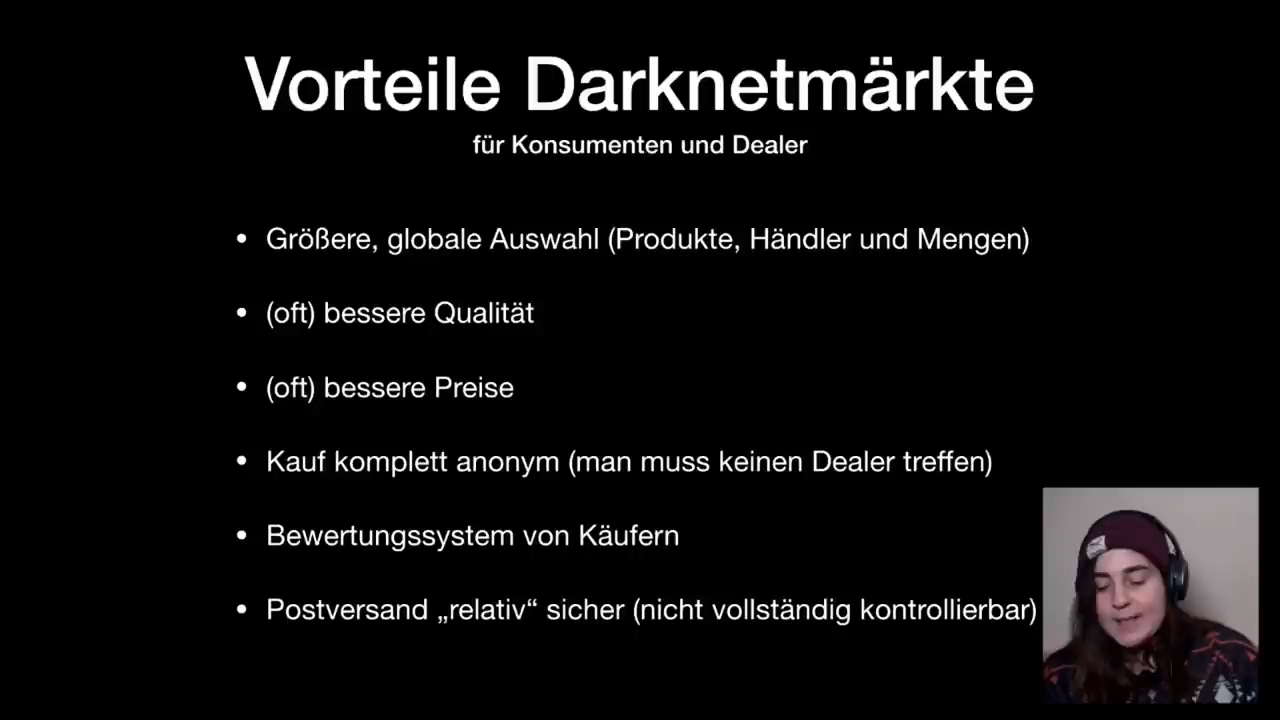 Vorteile Darknetmärkte
für Konsumenten und Dealer
• Größere, globale Auswahl (Produkte, Händler und Mengen)
• (oft) bessere Qualität
• (oft) bessere Preise
• Kauf komplett anonym (man muss keinen Dealer treffen)
• Bewertungssystem von Käufern
• Postversand „relativ“ sicher (nicht vollständig kontrollierbar)